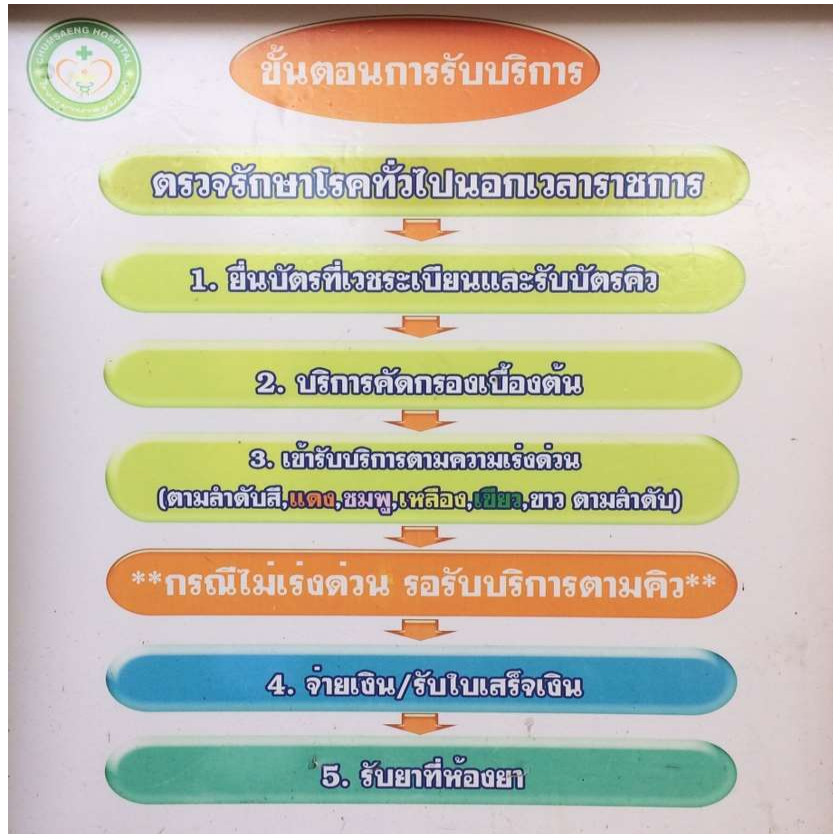 CHUMSAENG HOSPITAL
ขั้นตอนการรับบริการ
ตรวจรักษาโรคทั่วไปนอกเวลาราชการ
1. ยื่นบัตรที่เวชระเบียนและรับบัตรคิว
2. บริการคัดกรองเบื้องต้น
3. เข้ารับบริการตามความเร่งด่วน
(ตามลำดับสี,แดง,ชมพู,เหลือง,เขียว,ขาว ตามลำดับ)
**กรณีไม่เร่งด่วน รอรับบริการตามคิว**
4. จ่ายเงิน/รับใบเสร็จเงิน
5. รับยาที่ห้องยา